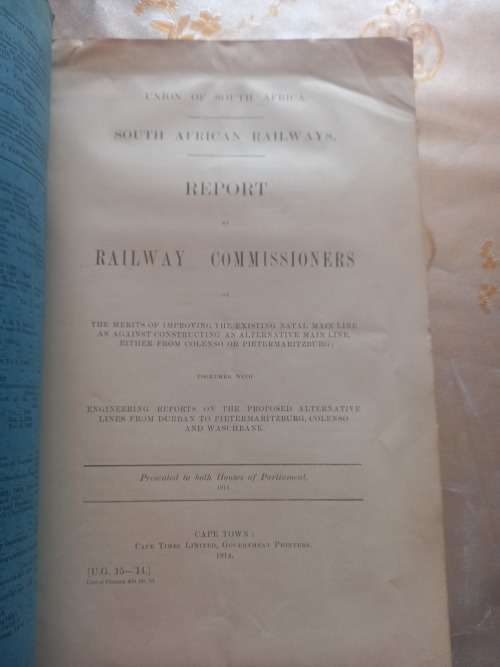 UNION OF SOUTH AFRICA.
SOUTH AFRICAN RAILWAYS.
REPORT
RAILWAY COMMISSIONERS
THE MERITS OF IMPROVING THE EXISTING NATAL MAIN LINE
AS AGAINST CONSTRUCTING AS ALTERNATIVE MAIN LINE,
EITHER FROM COLENSO OR PIETERMARITZBURG:
TOGETHER WITH
ENGINEERING REPORTS ON THE PROPOSED ALTERNATIVE
LINES FROM DURBAN TO PIETERMARITZBURG, COLENSO
AND WASCHBANK.
Presented to both Houses of Parliament.
1914.
CAPE TOWN:
CAPE TIMES LIMITED, GOVERNMENT PRINTERS.
1914.
[U.G. 15—'14.]